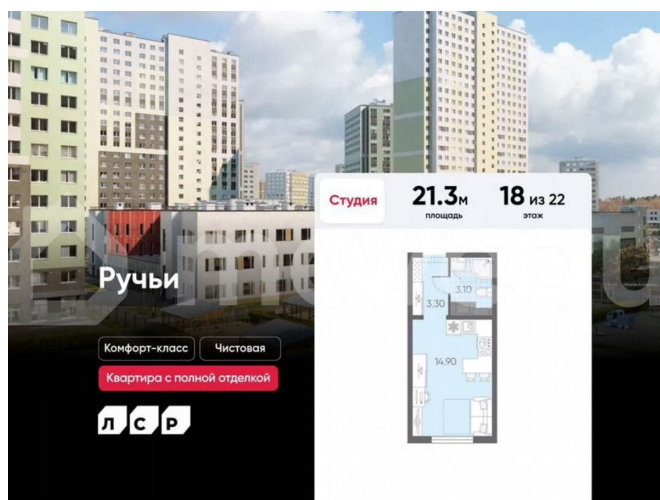 Студия
21.3м
площадь
18 из 22
этаж
Ручьи
3.10
3.30
14.90
Комфорт-класс
Чистовая
Квартира с полной отделкой
ЛСР